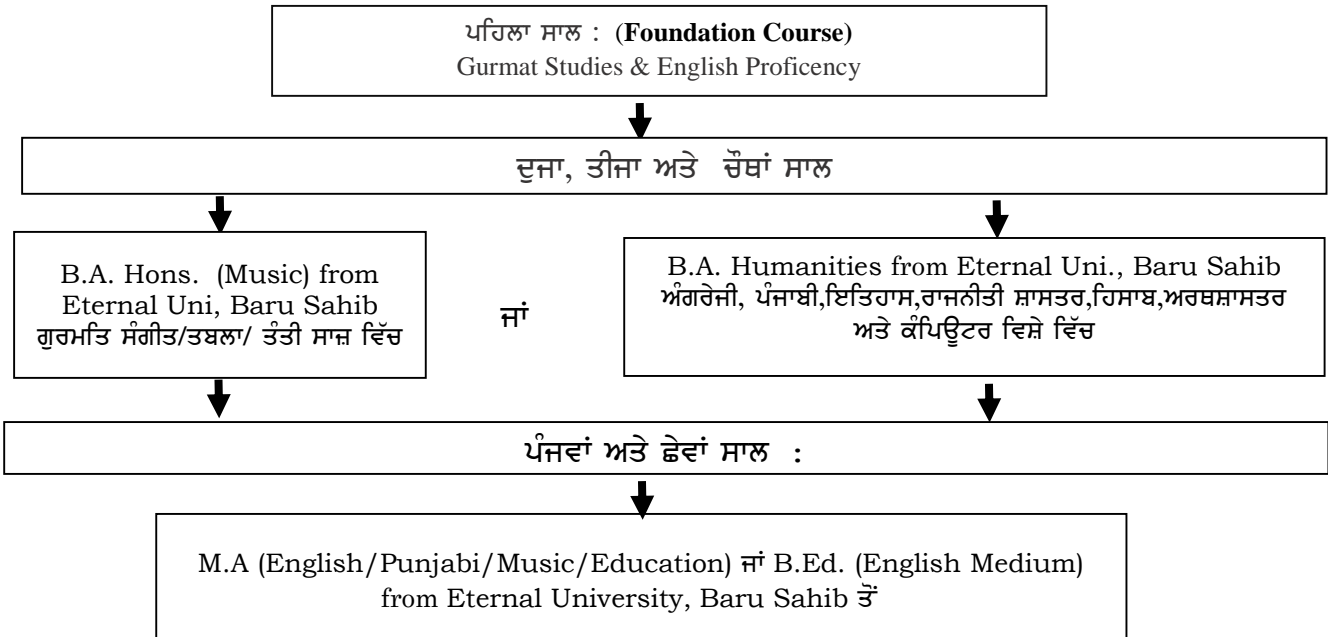 ਪਹਿਲਾ ਸਾਲ : (Foundation Course)
Gurmat Studies & English Proficency
ਦੁਜਾ, ਤੀਜਾ ਅਤੇ ਚੌਥਾਂ ਸਾਲ
B.A. Hons. (Music) from
Eternal Uni, Baru Sahib
ਗੁਰਮਤਿ ਸੰਗੀਤ/ਤਬਲਾ/ ਤੰਤੀ ਸਾਜ਼ ਵਿੱਚ
ਜਾਂ
B.A. Humanities from Eternal Uni., Baru Sahib
ਅੰਗਰੇਜੀ, ਪੰਜਾਬੀ,ਇਤਿਹਾਸ,ਰਾਜਨੀਤੀ ਸ਼ਾਸਤਰ,ਹਿਸਾਬ,ਅਰਥਸ਼ਾਸਤਰ
ਅਤੇ ਕੰਪਿਊਟਰ ਵਿਸ਼ੇ ਵਿੱਚ
ਪੰਜਵਾਂ ਅਤੇ ਛੇਵਾਂ ਸਾਲ :
M.A (English/Punjabi/Music/Education) ਜਾਂ B.Ed. (English Medium)
from Eternal University, Baru Sahib ਤੋਂ